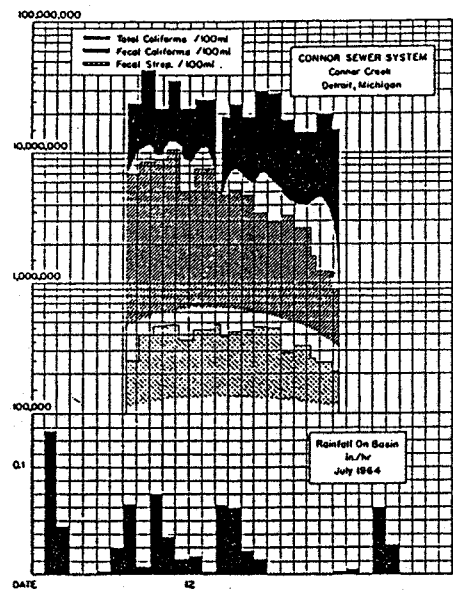 100,000,000
Total Coliforms /100ml
Fecal Coliforms /100ml
Fecal Strep. /100ml.
CONNOR SEWER SYSTEM
Connor Creek
Detroit, Michigan
10,000,000
1,000,000
100,000
Rainfall On Basin
in./hr
July 1964
0.1
DATE
12